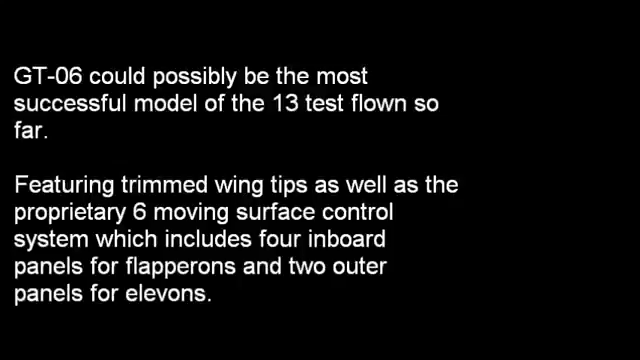 GT-06 could possibly be the most
successful model of the 13 test flown so
far.
Featuring trimmed wing tips as well as the
proprietary 6 moving surface control
system which includes four inboard
panels for flapperons and two outer
panels for elevons.